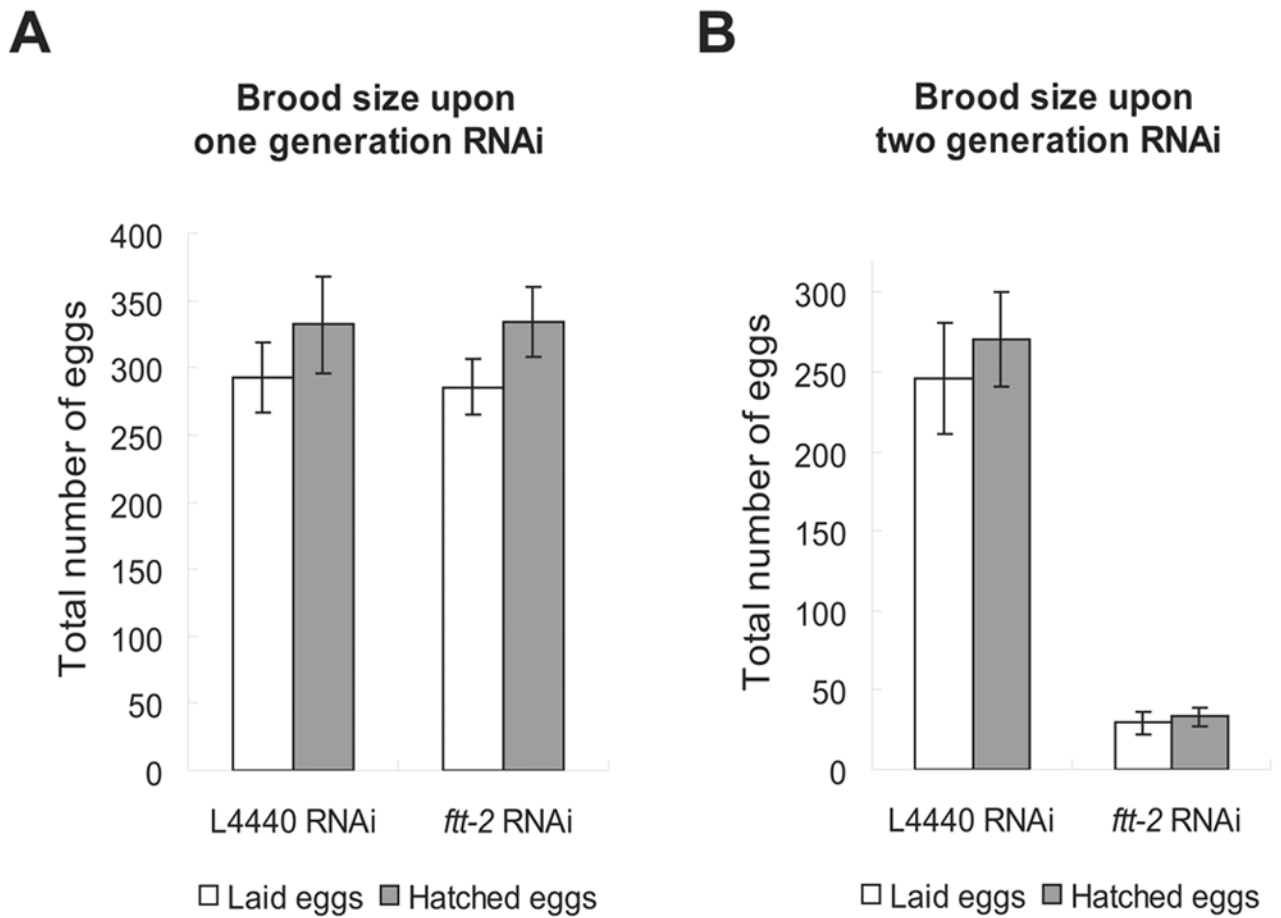 A
Brood size upon
one generation RNAi
Total number of eggs
400
350
300
250
200
150
100
50
0
L4440 RNAi
ftt-2 RNAi
Laid eggs
Hatched eggs
B
Brood size upon
two generation RNAi
Total number of eggs
300
250
200
150
100
50
0
L4440 RNAi
ftt-2 RNAi
Laid eggs
Hatched eggs